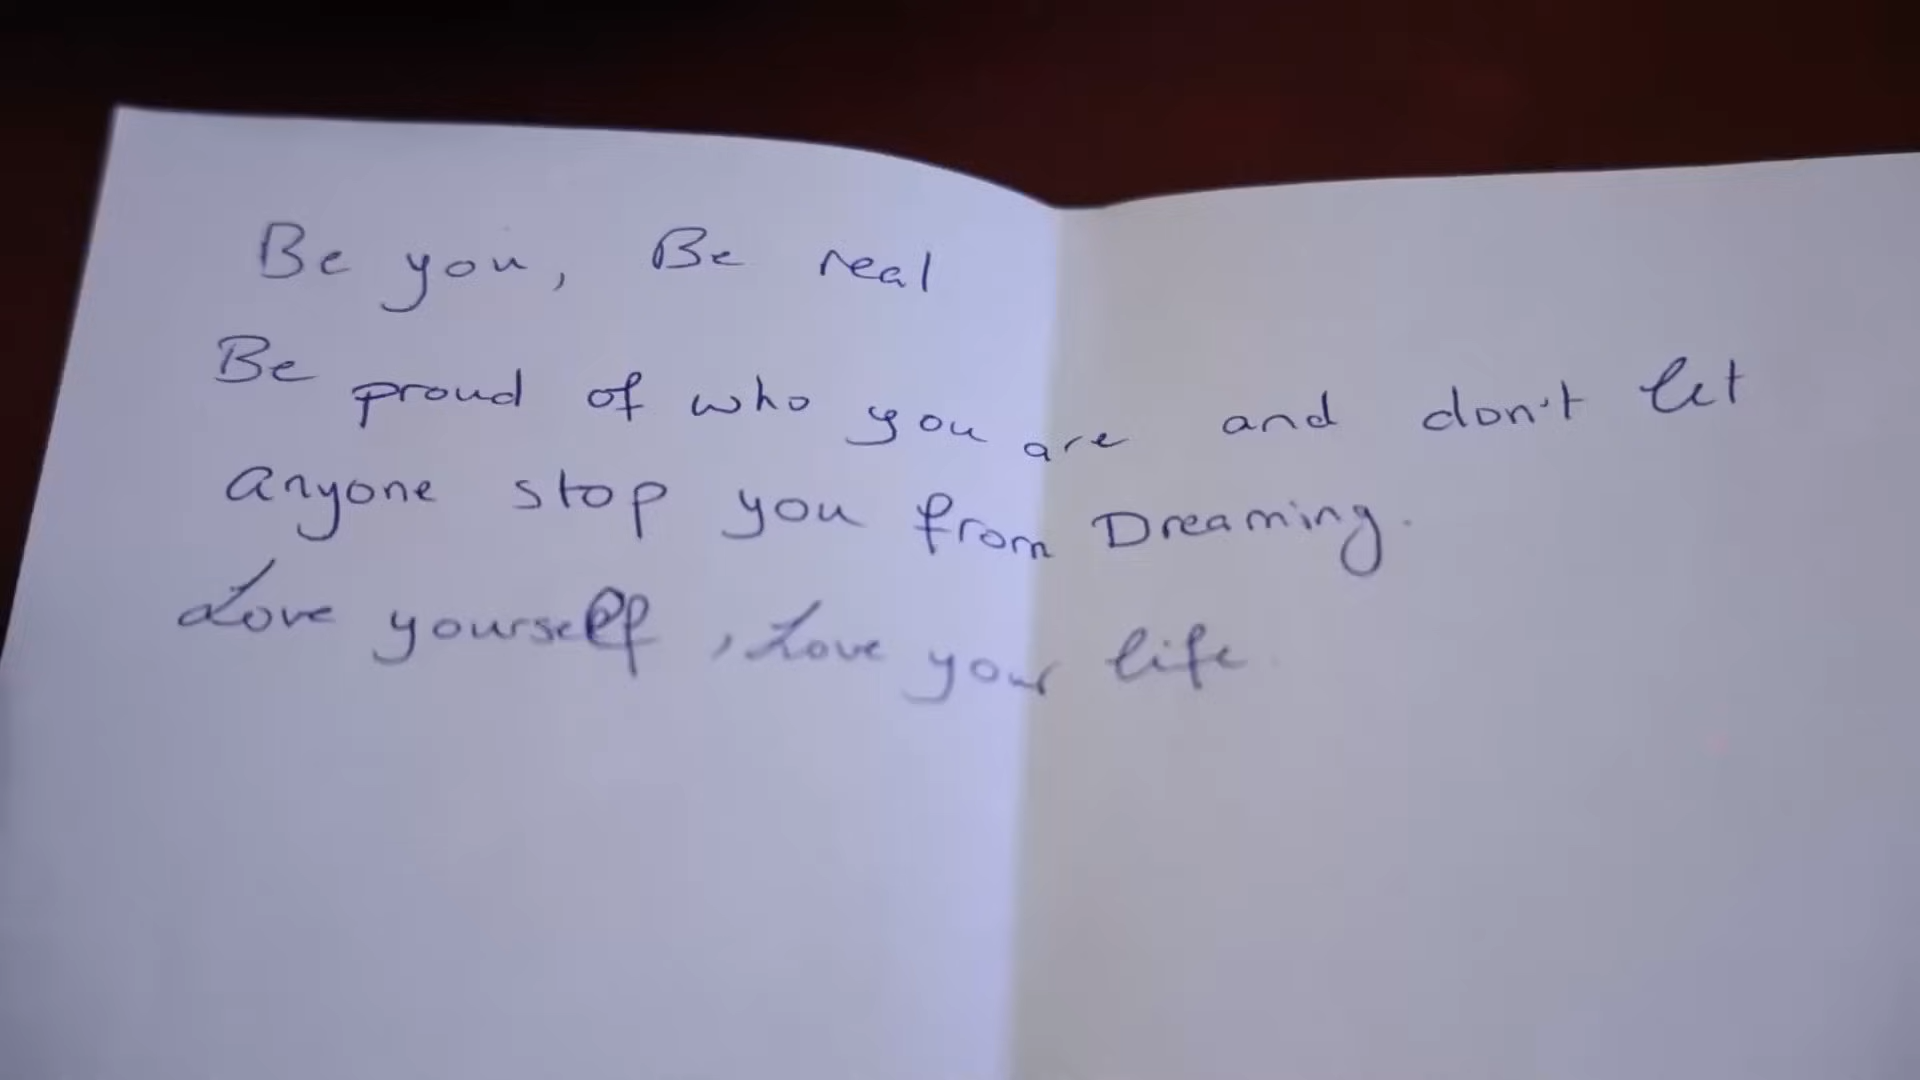 Be you, Be real
Be proud of who you are and don't let
anyone stop you from Dreaming.
Love yourself, Love your life.